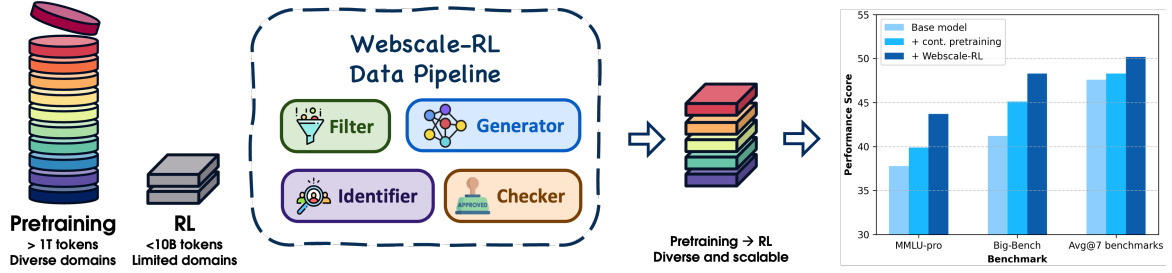 Pretraining
> 1T tokens
Diverse domains
RL
<10B tokens
Limited domains
Webscale-RL
Data Pipeline
Filter
Generator
Identifier
APPROVED
Checker
Pretraining → RL
Diverse and scalable
55
50
45
40
35
30
Performance Score
Base model
+ cont. pretraining
+ Webscale-RL
MMLU-pro
Big-Bench
Avg@7 benchmarks
Benchmark